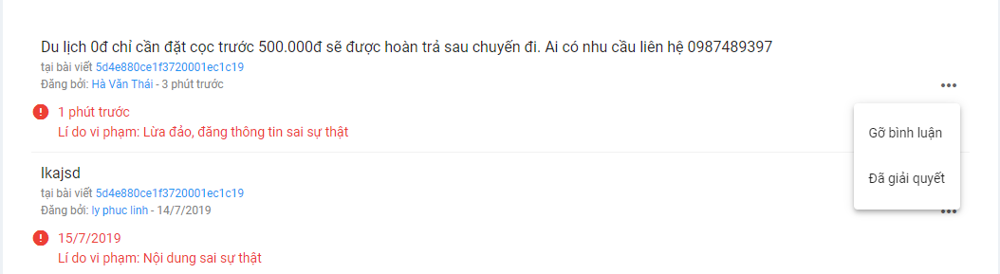 Du lịch 0đ chỉ cần đặt cọc trước 500.000đ sẽ được hoàn trả sau chuyến đi. Ai có nhu cầu liên hệ 0987489397
tại bài viết 5d4e880ce1f3720001ec1c19
Đăng bởi: Hà Văn Thái - 3 phút trước
1 phút trước
Lí do vi phạm: Lừa đảo, đăng thông tin sai sự thật
Gỡ bình luận
Đã giải quyết
lkajsd
tại bài viết 5d4e880ce1f3720001ec1c19
Đăng bởi: ly phuc linh - 14/7/2019
15/7/2019
Lí do vi phạm: Nội dung sai sự thật